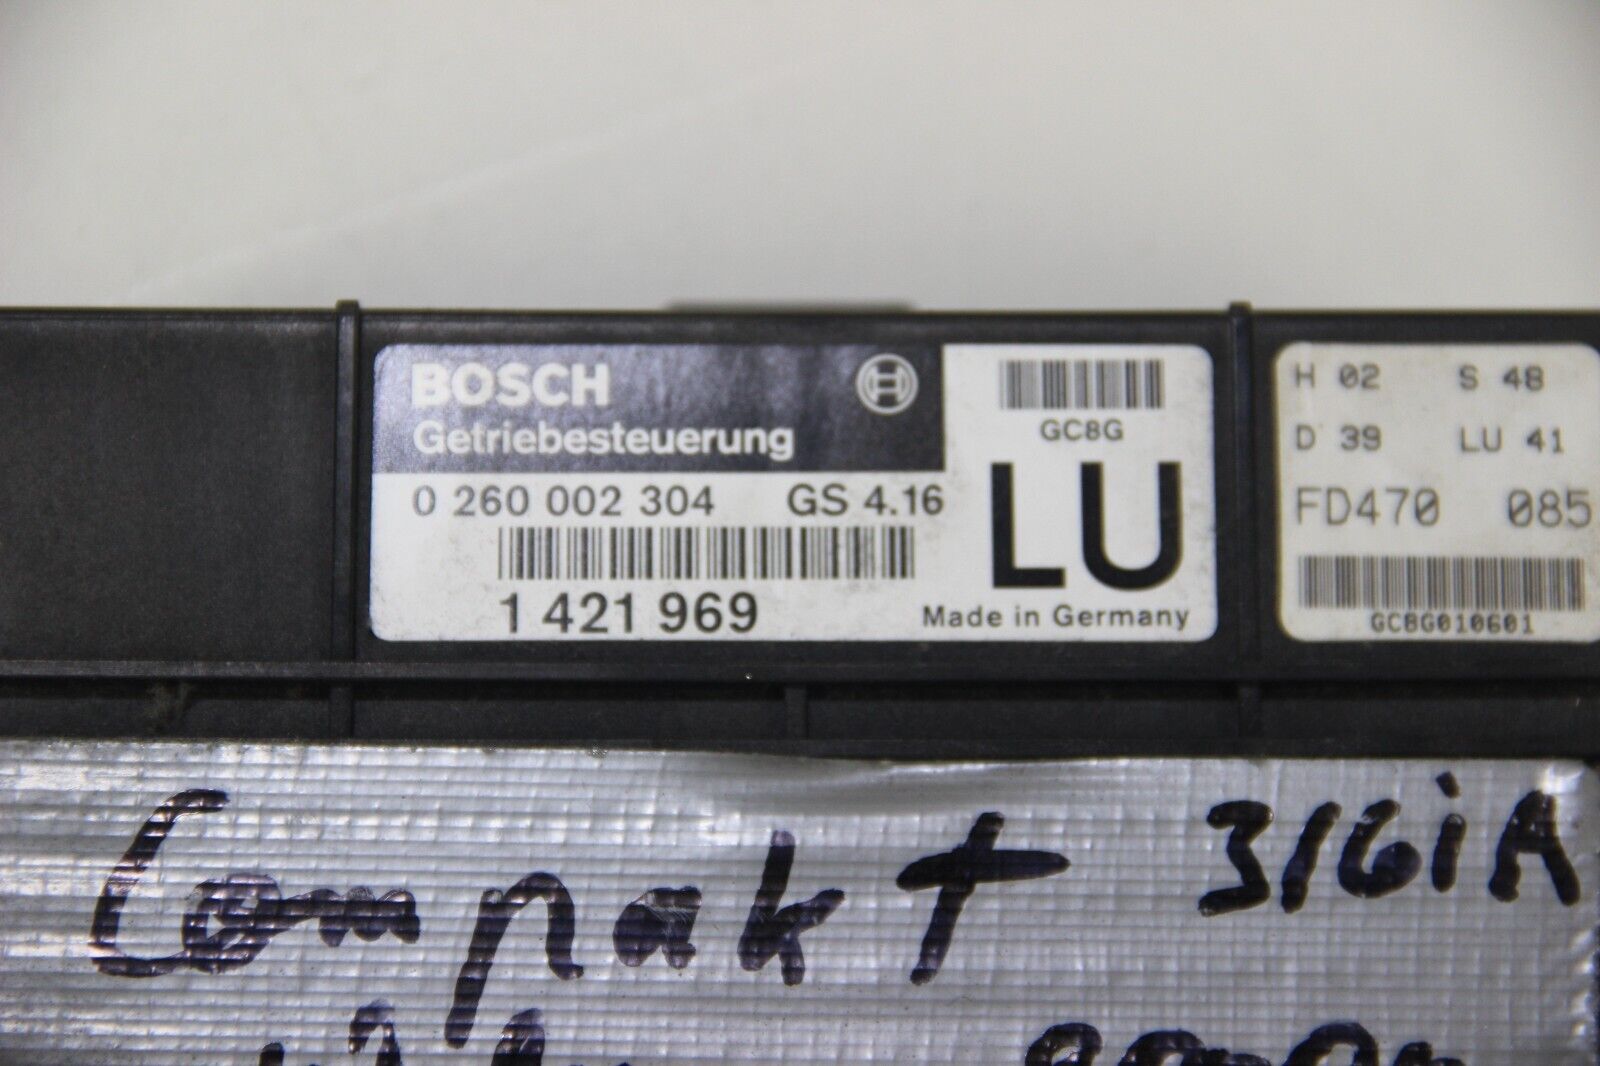 BOSCH
Getriebesteuerung
0 260 002 304 GS 4.16
1 421 969
GC8G
LU
Made in Germany
H 02 S 48
D 39 LU 41
FD470 085
GC8G010601
Compakt 316iA